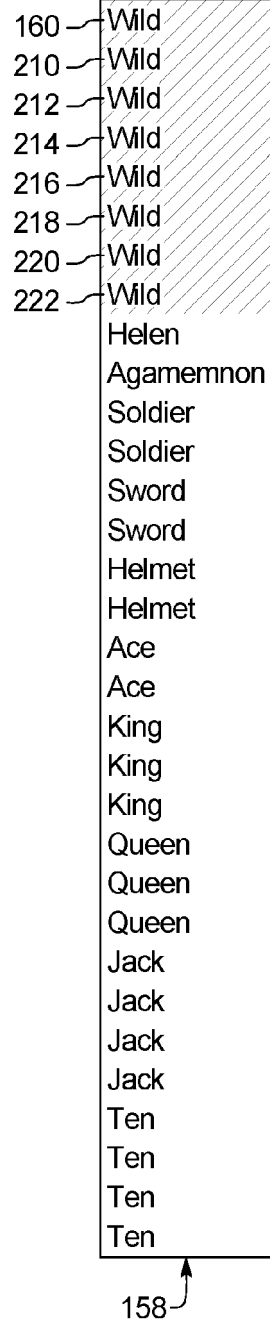 160 Wild
210 Wild
212 Wild
214 Wild
216 Wild
218 Wild
220 Wild
222 Wild
Helen
Agamemnon
Soldier
Soldier
Sword
Sword
Helmet
Helmet
Ace
Ace
King
King
King
Queen
Queen
Queen
Jack
Jack
Jack
Jack
Ten
Ten
Ten
Ten
158